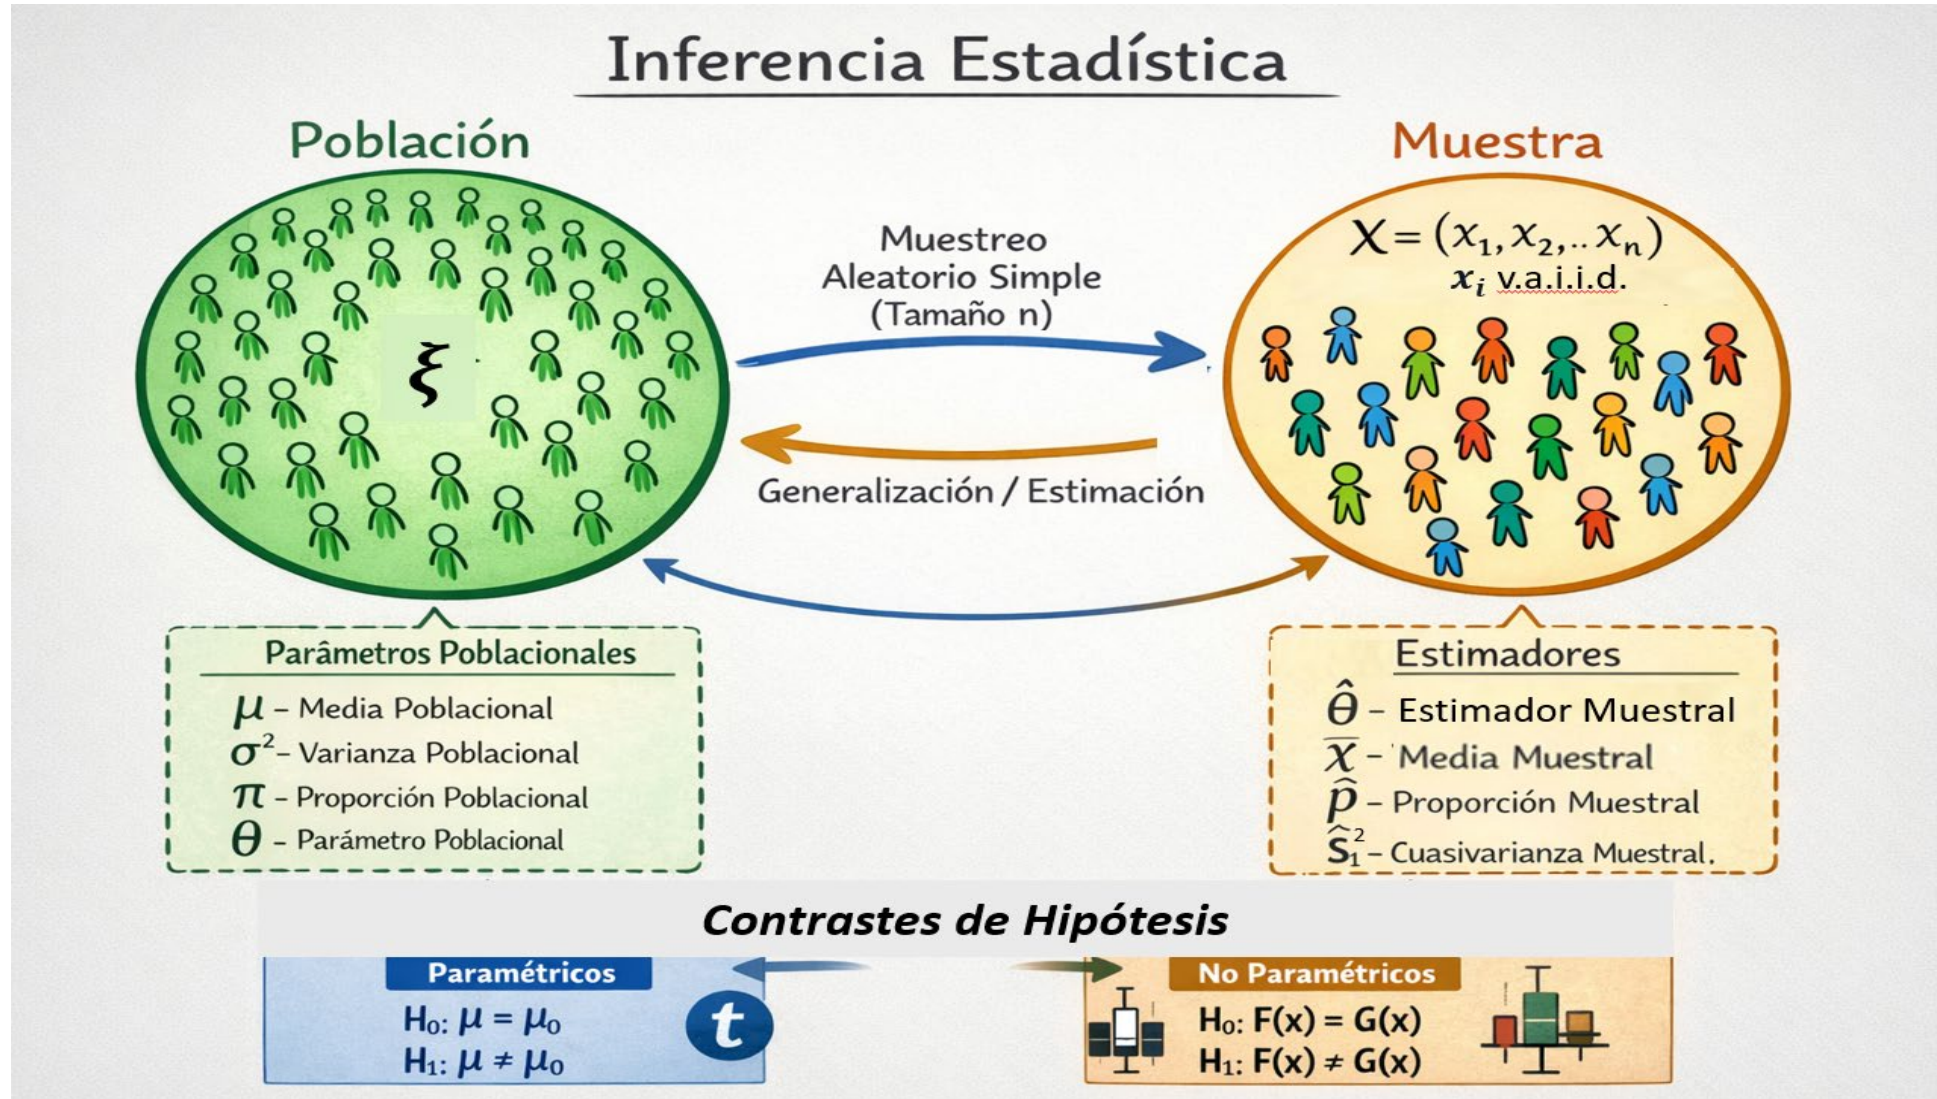 Inferencia Estadística
Población
Muestra
ξ
Muestreo
Aleatorio Simple
(Tamaño n)
Generalización / Estimación
X = (x₁, x₂,.. xₙ)
xᵢ v.a.i.i.d.
Parâmetros Poblacionales
μ – Media Poblacional
σ² – Varianza Poblacional
π – Proporción Poblacional
θ – Parámetro Poblacional
Estimadores
θ̂ – Estimador Muestral
x̅ – Media Muestral
p̂ – Proporción Muestral
ŝ₁² – Cuasivarianza Muestral.
Contrastes de Hipótesis
Paramétricos
H₀: μ = μ₀
H₁: μ ≠ μ₀
t
No Paramétricos
H₀: F(x) = G(x)
H₁: F(x) ≠ G(x)